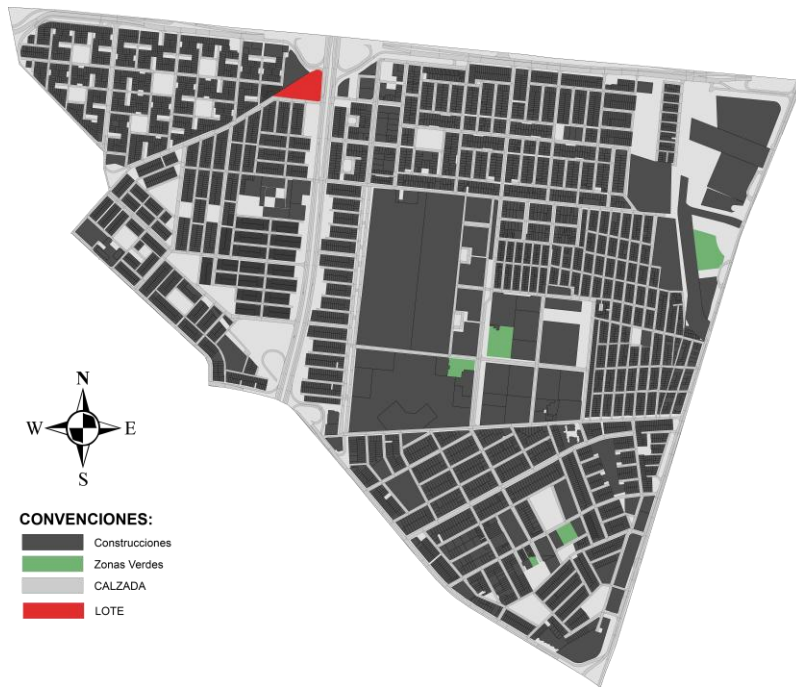 N
W E
S
CONVENCIONES:
Construcciones
Zonas Verdes
CALZADA
LOTE